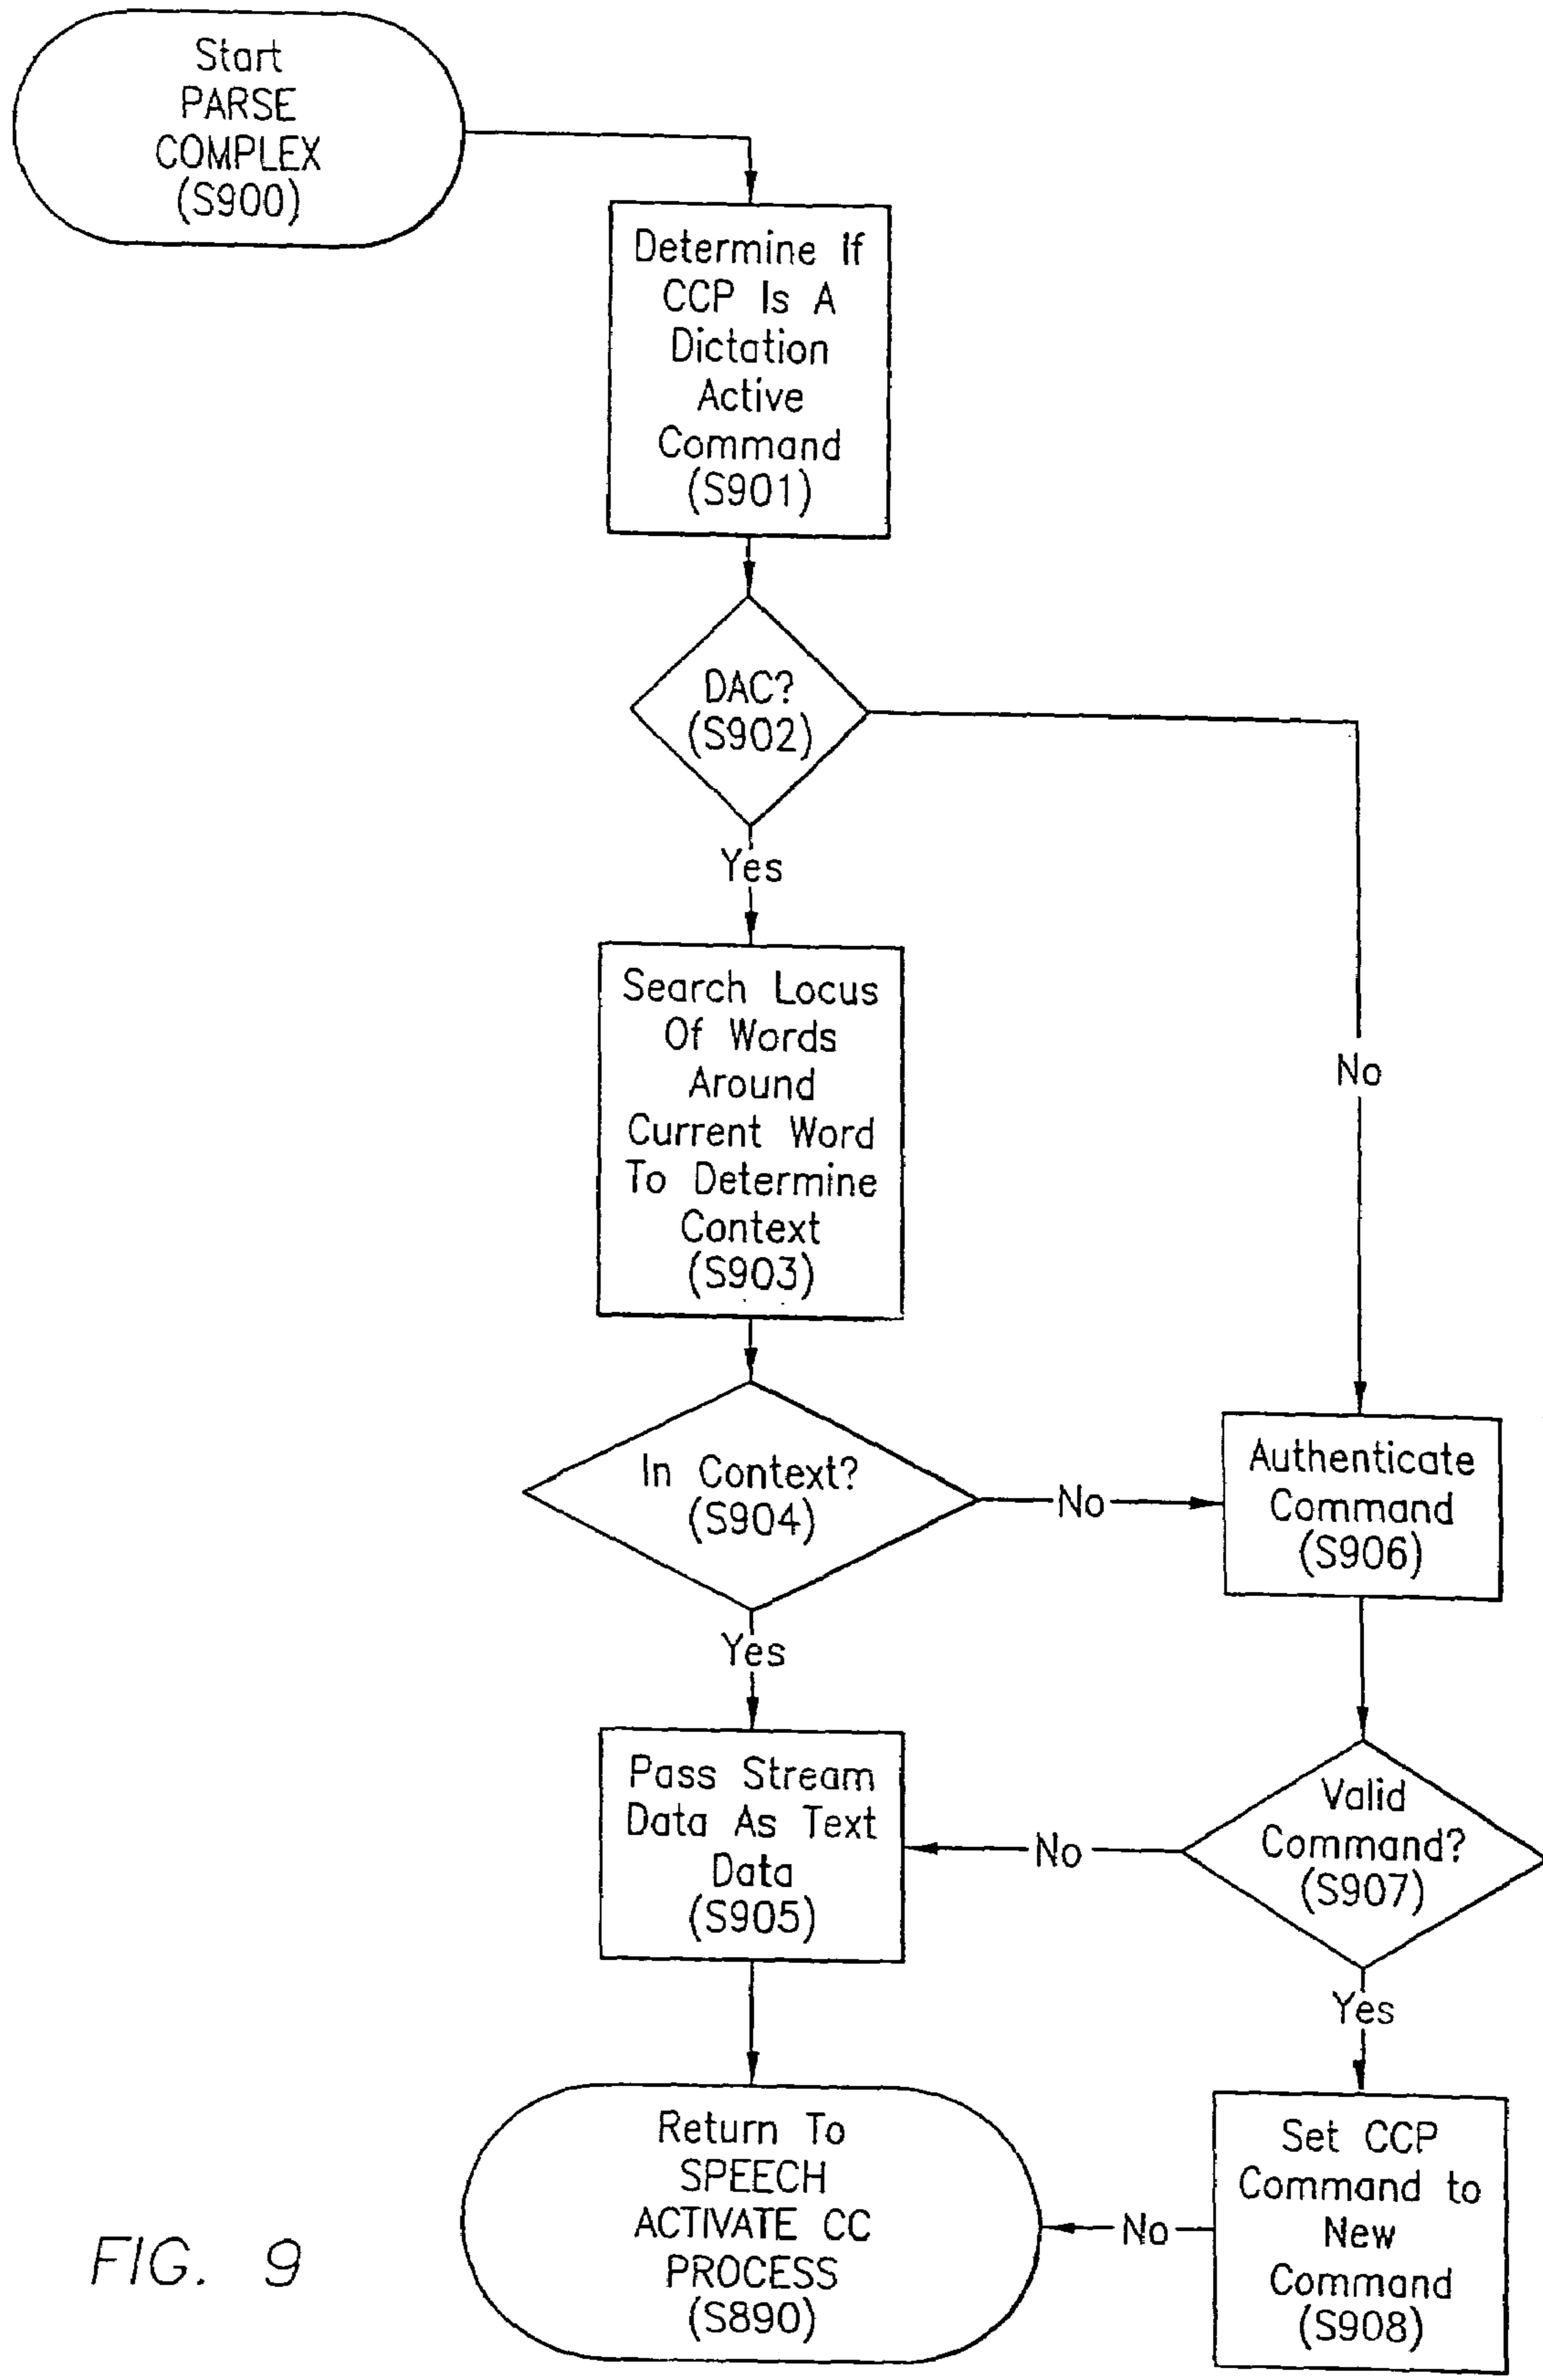 Start
PARSE
COMPLEX
(S900)
Determine If
CCP Is A
Dictation
Active
Command
(S901)
DAC?
(S902)
Yes
No
Search Locus
Of Words
Around
Current Word
To Determine
Context
(S903)
In Context?
(S904)
No
Authenticate
Command
(S906)
Yes
Pass Stream
Data As Text
Data
(S905)
No
Valid
Command?
(S907)
Yes
Return To
SPEECH
ACTIVATE CC
PROCESS
(S890)
No
Set CCP
Command to
New
Command
(S908)
FIG. 9